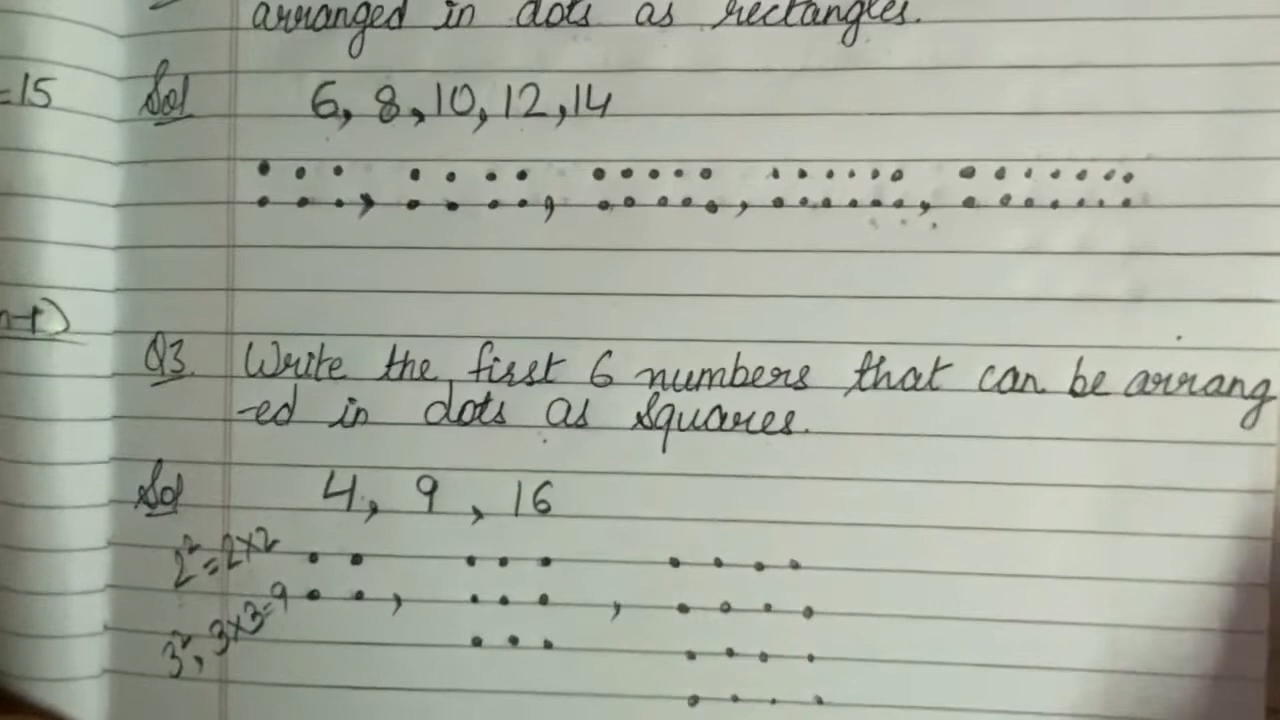 arranged in dots as rectangles.
=15
Sol 6, 8, 10, 12, 14
Q3. Write the first 6 numbers that can be arrang
-ed in dots as squares.
Sol 4, 9, 16
2²=2×2
3², 3×3=9